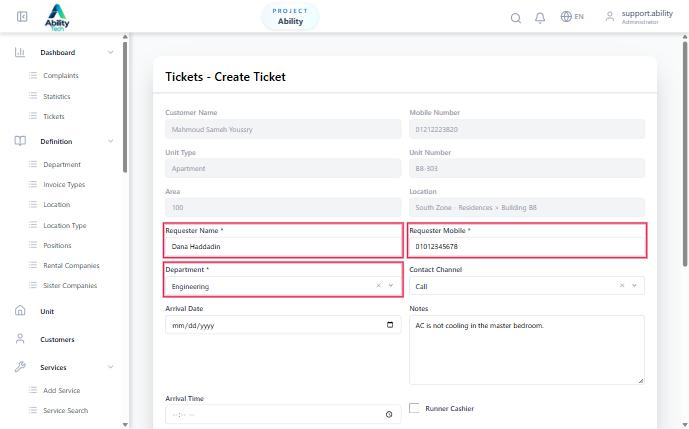 Ability
Tech
PROJECT
Ability
EN
support.ability
Administrator
Dashboard
Complaints
Statistics
Tickets
Definition
Department
Invoice Types
Location
Location Type
Positions
Rental Companies
Sister Companies
Unit
Customers
Services
Add Service
Service Search
Tickets - Create Ticket
Customer Name
Mobile Number
Mahmoud Sameh Youssry
01212223820
Unit Type
Unit Number
Apartment
B8-303
Area
Location
100
South Zone - Residences > Building B8
Requester Name *
Requester Mobile *
Dana Haddadin
01012345678
Department *
Contact Channel
Engineering
Call
Arrival Date
Notes
mm/dd/yyyy
AC is not cooling in the master bedroom.
Arrival Time
Runner Cashier
--:-- --